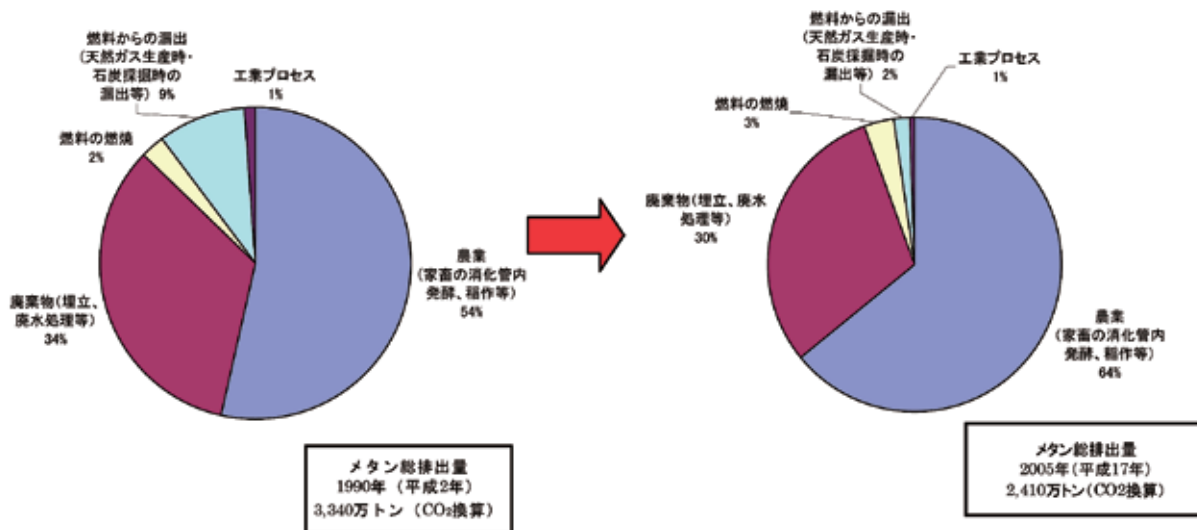 燃料からの漏出
(天然ガス生産時・
石炭採掘時の
漏出等) 9%
工業プロセス
1%
燃料の燃焼
2%
廃棄物(埋立、
廃水処理等)
34%
農業
(家畜の消化管内
発酵、稲作等)
54%
メタン総排出量
1990年 (平成2年)
3,340万トン (CO₂換算)
燃料からの漏出
(天然ガス生産時・
石炭採掘時の
漏出等) 2%
工業プロセス
1%
燃料の燃焼
3%
廃棄物(埋立、廃水
処理等)
30%
農業
(家畜の消化管内
発酵、稲作等)
64%
メタン総排出量
2005年(平成17年)
2,410万トン(CO2換算)